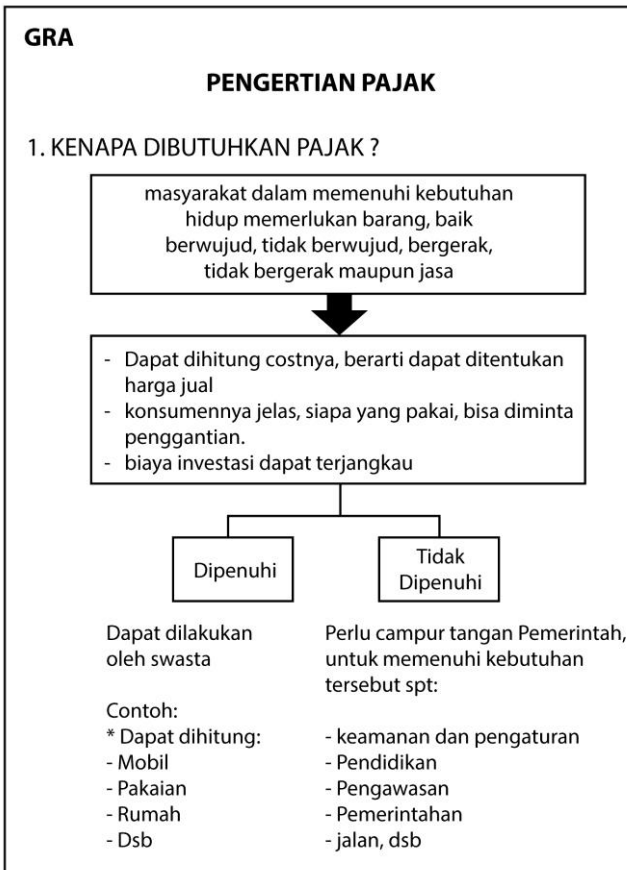 GRA
PENGERTIAN PAJAK
1. KENAPA DIBUTUHKAN PAJAK ?
masyarakat dalam memenuhi kebutuhan
hidup memerlukan barang, baik
berwujud, tidak berwujud, bergerak,
tidak bergerak maupun jasa
- Dapat dihitung costnya, berarti dapat ditentukan
harga jual
- konsumennya jelas, siapa yang pakai, bisa diminta
penggantian.
- biaya investasi dapat terjangkau
Dipenuhi
Tidak
Dipenuhi
Dapat dilakukan
oleh swasta
Contoh:
* Dapat dihitung:
- Mobil
- Pakaian
- Rumah
- Dsb
Perlu campur tangan Pemerintah,
untuk memenuhi kebutuhan
tersebut spt:
- keamanan dan pengaturan
- Pendidikan
- Pengawasan
- Pemerintahan
- jalan, dsb